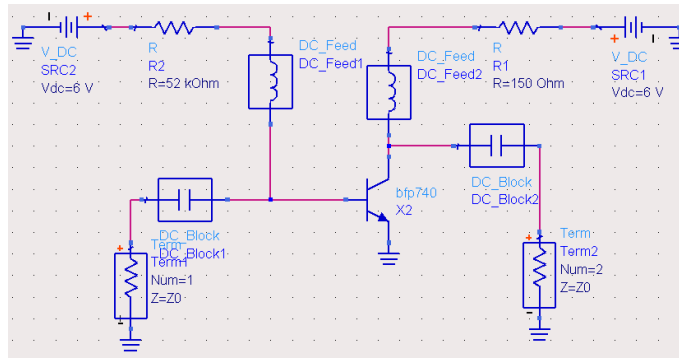 V_DC
SRC2
Vdc=6 V
R
R2
R=52 kOhm
DC_Feed
DC_Feed1
DC_Feed
DC_Feed2
R
R1
R=150 Ohm
V_DC
SRC1
Vdc=6 V
bfp740
X2
DC_Block
DC_Block2
DC_Block
DC_Block1
Term
Term1
Num=1
Z=Z0
Term
Term2
Num=2
Z=Z0